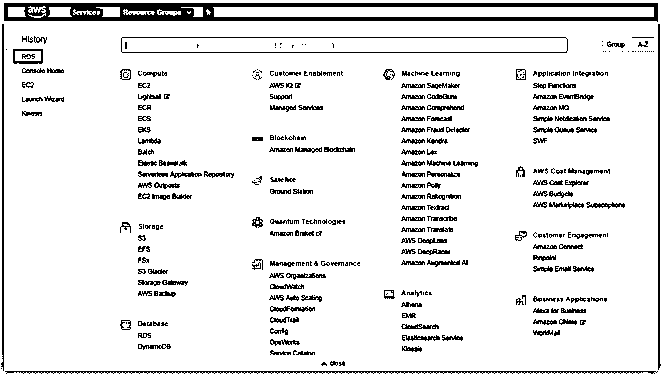 aws Services Resource Groups
History
RDS
Console Home
EC2
Launch Wizard
Kinesis
Group A-Z
Compute
EC2
Lightsail
ECR
ECS
EKS
Lambda
Batch
Elastic Beanstalk
Serverless Application Repository
AWS Outposts
EC2 Image Builder
Storage
S3
EFS
FSx
S3 Glacier
Storage Gateway
AWS Backup
Database
RDS
DynamoDB
Customer Enablement
AWS IQ
Support
Managed Services
Blockchain
Amazon Managed Blockchain
Satellite
Ground Station
Quantum Technologies
Amazon Braket
Management & Governance
AWS Organizations
CloudWatch
AWS Auto Scaling
CloudFormation
CloudTrail
Config
OpsWorks
Service Catalog
Machine Learning
Amazon SageMaker
Amazon CodeGuru
Amazon Comprehend
Amazon Forecast
Amazon Fraud Detector
Amazon Kendra
Amazon Lex
Amazon Machine Learning
Amazon Personalize
Amazon Polly
Amazon Rekognition
Amazon Textract
Amazon Transcribe
Amazon Translate
AWS DeepLens
AWS DeepRacer
Amazon Augmented AI
Analytics
Athena
EMR
CloudSearch
Elasticsearch Service
Kinesis
Application Integration
Step Functions
Amazon EventBridge
Amazon MQ
Simple Notification Service
Simple Queue Service
SWF
AWS Cost Management
AWS Cost Explorer
AWS Budgets
AWS Marketplace Subscriptions
Customer Engagement
Amazon Connect
Pinpoint
Simple Email Service
Business Applications
Alexa for Business
Amazon Chime
WorkMail
close